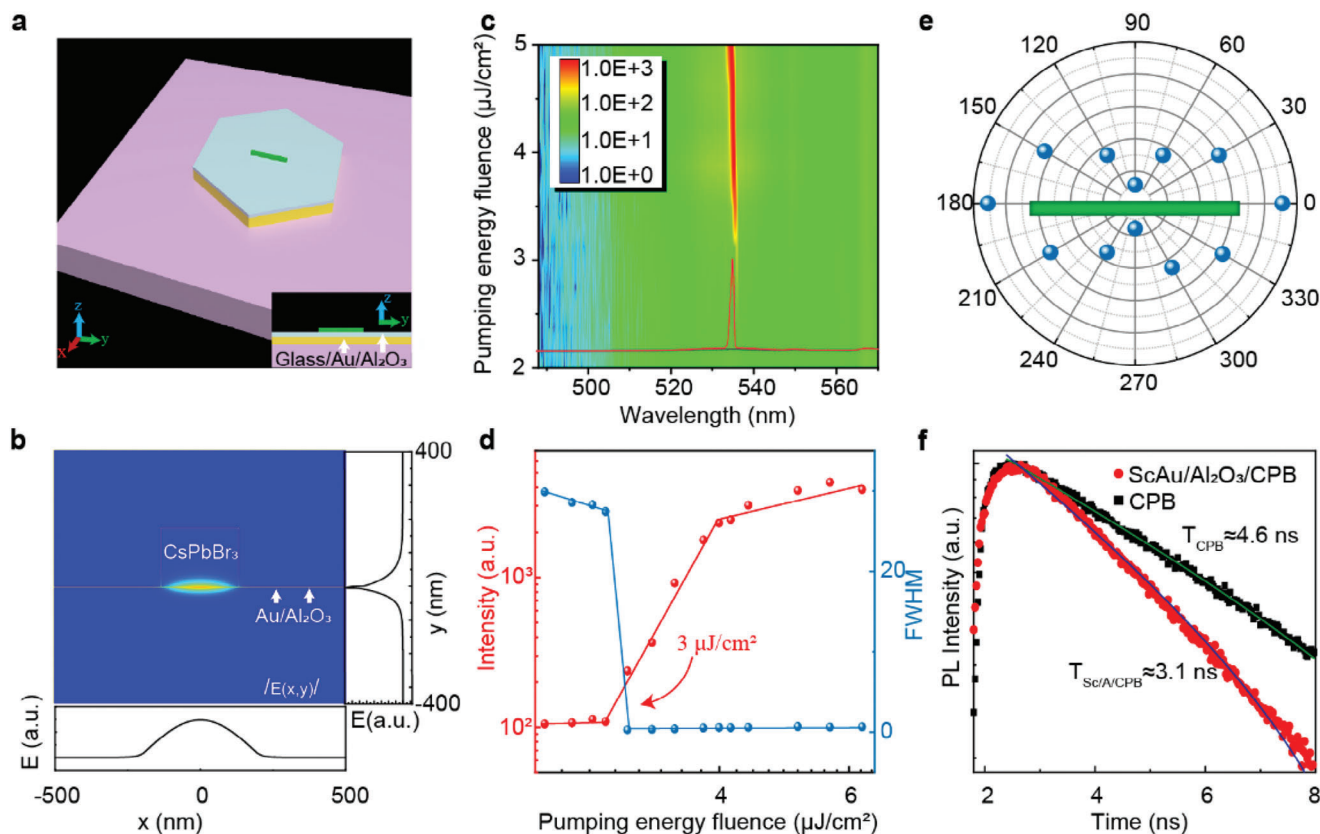 a
z
y
x
z
y
Glass/Au/Al₂O₃
b
CsPbBr₃
Au/Al₂O₃
/E(x,y)/
400
y (nm)
-400
E(a.u.)
E (a.u.)
-500
0
500
x (nm)
c
Pumping energy fluence (μJ/cm²)
5
4
3
2
1.0E+3
1.0E+2
1.0E+1
1.0E+0
500
520
540
560
Wavelength (nm)
d
Intensity (a.u.)
10³
10²
3 μJ/cm²
20
0
FWHM
2
4
6
Pumping energy fluence (μJ/cm²)
e
90
120
60
150
30
180
0
210
330
240
300
270
f
PL Intensity (a.u.)
ScAu/Al₂O₃/CPB
CPB
T_CPB≈4.6 ns
T_Sc/A/CPB≈3.1 ns
2
4
6
8
Time (ns)